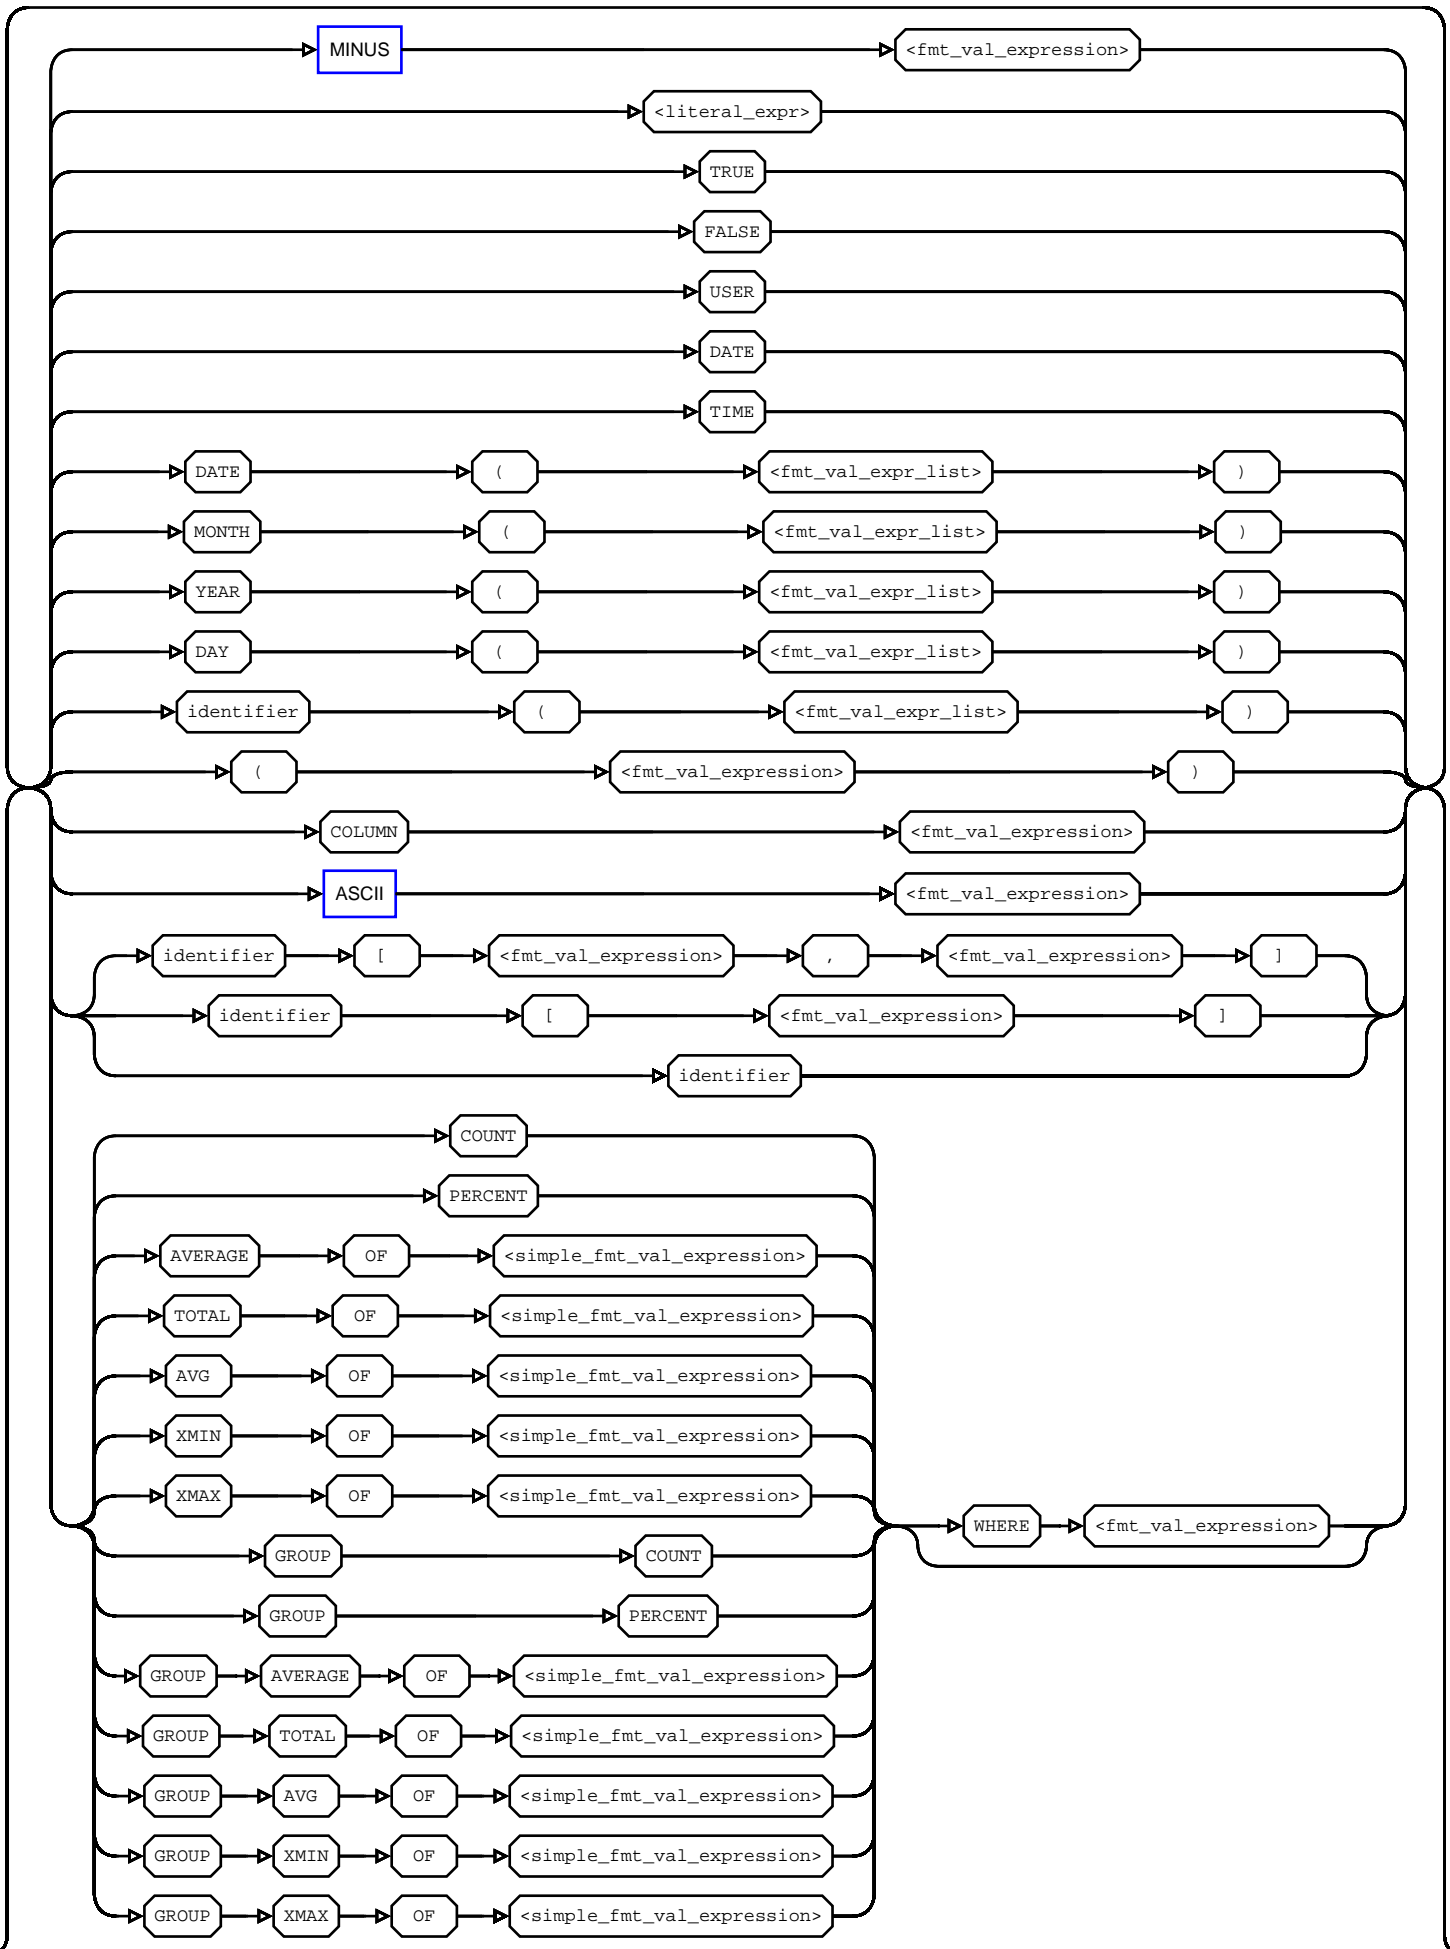 MINUS <fmt_val_expression>
<literal_expr>
TRUE
FALSE
USER
DATE
TIME
DATE ( <fmt_val_expr_list> )
MONTH ( <fmt_val_expr_list> )
YEAR ( <fmt_val_expr_list> )
DAY ( <fmt_val_expr_list> )
identifier ( <fmt_val_expr_list> )
( <fmt_val_expression> )
COLUMN <fmt_val_expression>
ASCII <fmt_val_expression>
identifier [ <fmt_val_expression> , <fmt_val_expression> ]
identifier [ <fmt_val_expression> ]
identifier
COUNT
PERCENT
AVERAGE OF <simple_fmt_val_expression>
TOTAL OF <simple_fmt_val_expression>
AVG OF <simple_fmt_val_expression>
XMIN OF <simple_fmt_val_expression>
XMAX OF <simple_fmt_val_expression>
WHERE <fmt_val_expression>
GROUP COUNT
GROUP PERCENT
GROUP AVERAGE OF <simple_fmt_val_expression>
GROUP TOTAL OF <simple_fmt_val_expression>
GROUP AVG OF <simple_fmt_val_expression>
GROUP XMIN OF <simple_fmt_val_expression>
GROUP XMAX OF <simple_fmt_val_expression>